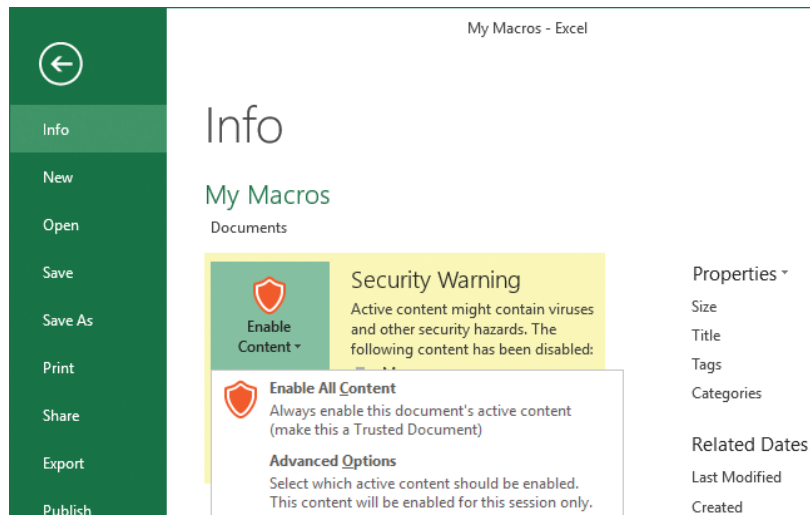 My Macros - Excel
Info
Info
New
My Macros
Open
Documents
Save
Save As
Print
Share
Export
Publish
Enable
Content
Security Warning
Active content might contain viruses
and other security hazards. The
following content has been disabled:
Enable All Content
Always enable this document's active content
(make this a Trusted Document)
Advanced Options
Select which active content should be enabled.
This content will be enabled for this session only.
Properties
Size
Title
Tags
Categories
Related Dates
Last Modified
Created